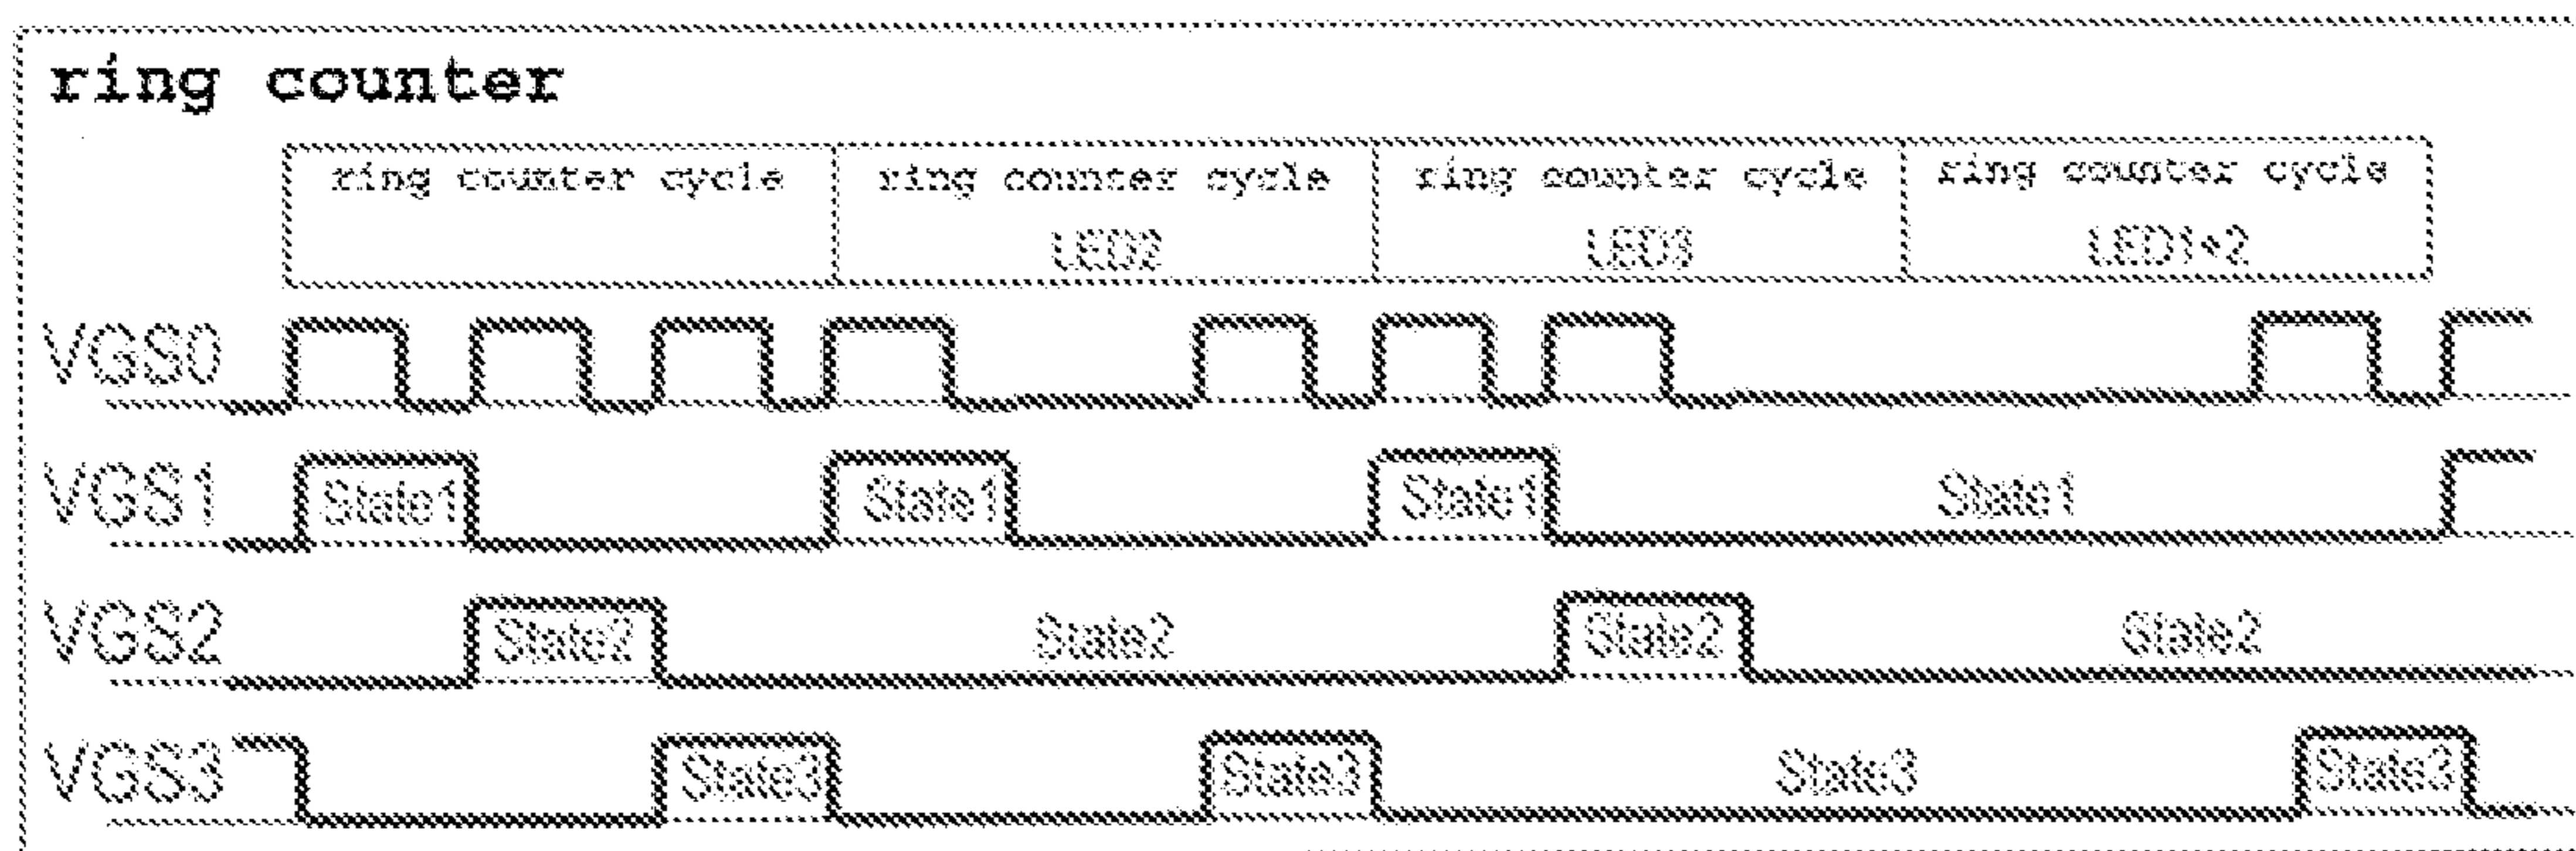 ring counter
ring counter cycle ring counter cycle ring counter cycle ring counter cycle
LED2 LED3 LED1+2
VGS0
VGS1 State1 State1 State1 State1
VGS2 State2 State2 State2 State2
VGS3 State3 State3 State3 State3